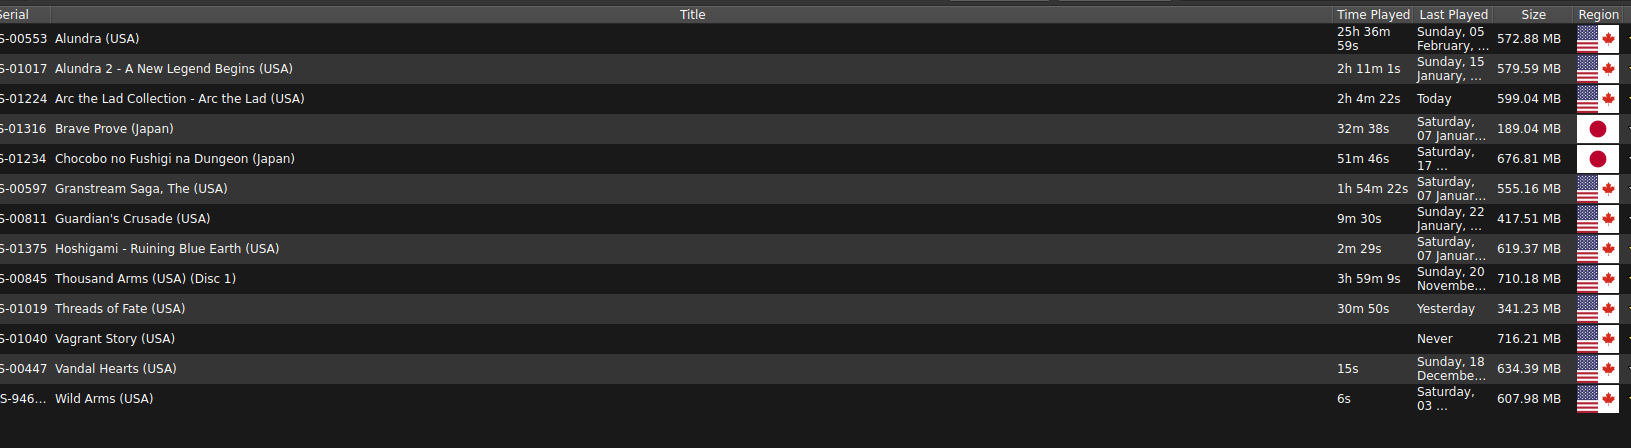 Serial Title Time Played Last Played Size Region
S-00553 Alundra (USA) 25h 36m 59s Sunday, 05 February, ... 572.88 MB
S-01017 Alundra 2 - A New Legend Begins (USA) 2h 11m 1s Sunday, 15 January, ... 579.59 MB
S-01224 Arc the Lad Collection - Arc the Lad (USA) 2h 4m 22s Today 599.04 MB
S-01316 Brave Prove (Japan) 32m 38s Saturday, 07 Januar... 189.04 MB
S-01234 Chocobo no Fushigi na Dungeon (Japan) 51m 46s Saturday, 17 ... 676.81 MB
S-00597 Granstream Saga, The (USA) 1h 54m 22s Saturday, 07 Januar... 555.16 MB
S-00811 Guardian's Crusade (USA) 9m 30s Sunday, 22 January, ... 417.51 MB
S-01375 Hoshigami - Ruining Blue Earth (USA) 2m 29s Saturday, 07 Januar... 619.37 MB
S-00845 Thousand Arms (USA) (Disc 1) 3h 59m 9s Sunday, 20 Novembe... 710.18 MB
S-01019 Threads of Fate (USA) 30m 50s Yesterday 341.23 MB
S-01040 Vagrant Story (USA) Never 716.21 MB
S-00447 Vandal Hearts (USA) 15s Sunday, 18 Decembe... 634.39 MB
S-946... Wild Arms (USA) 6s Saturday, 03 ... 607.98 MB